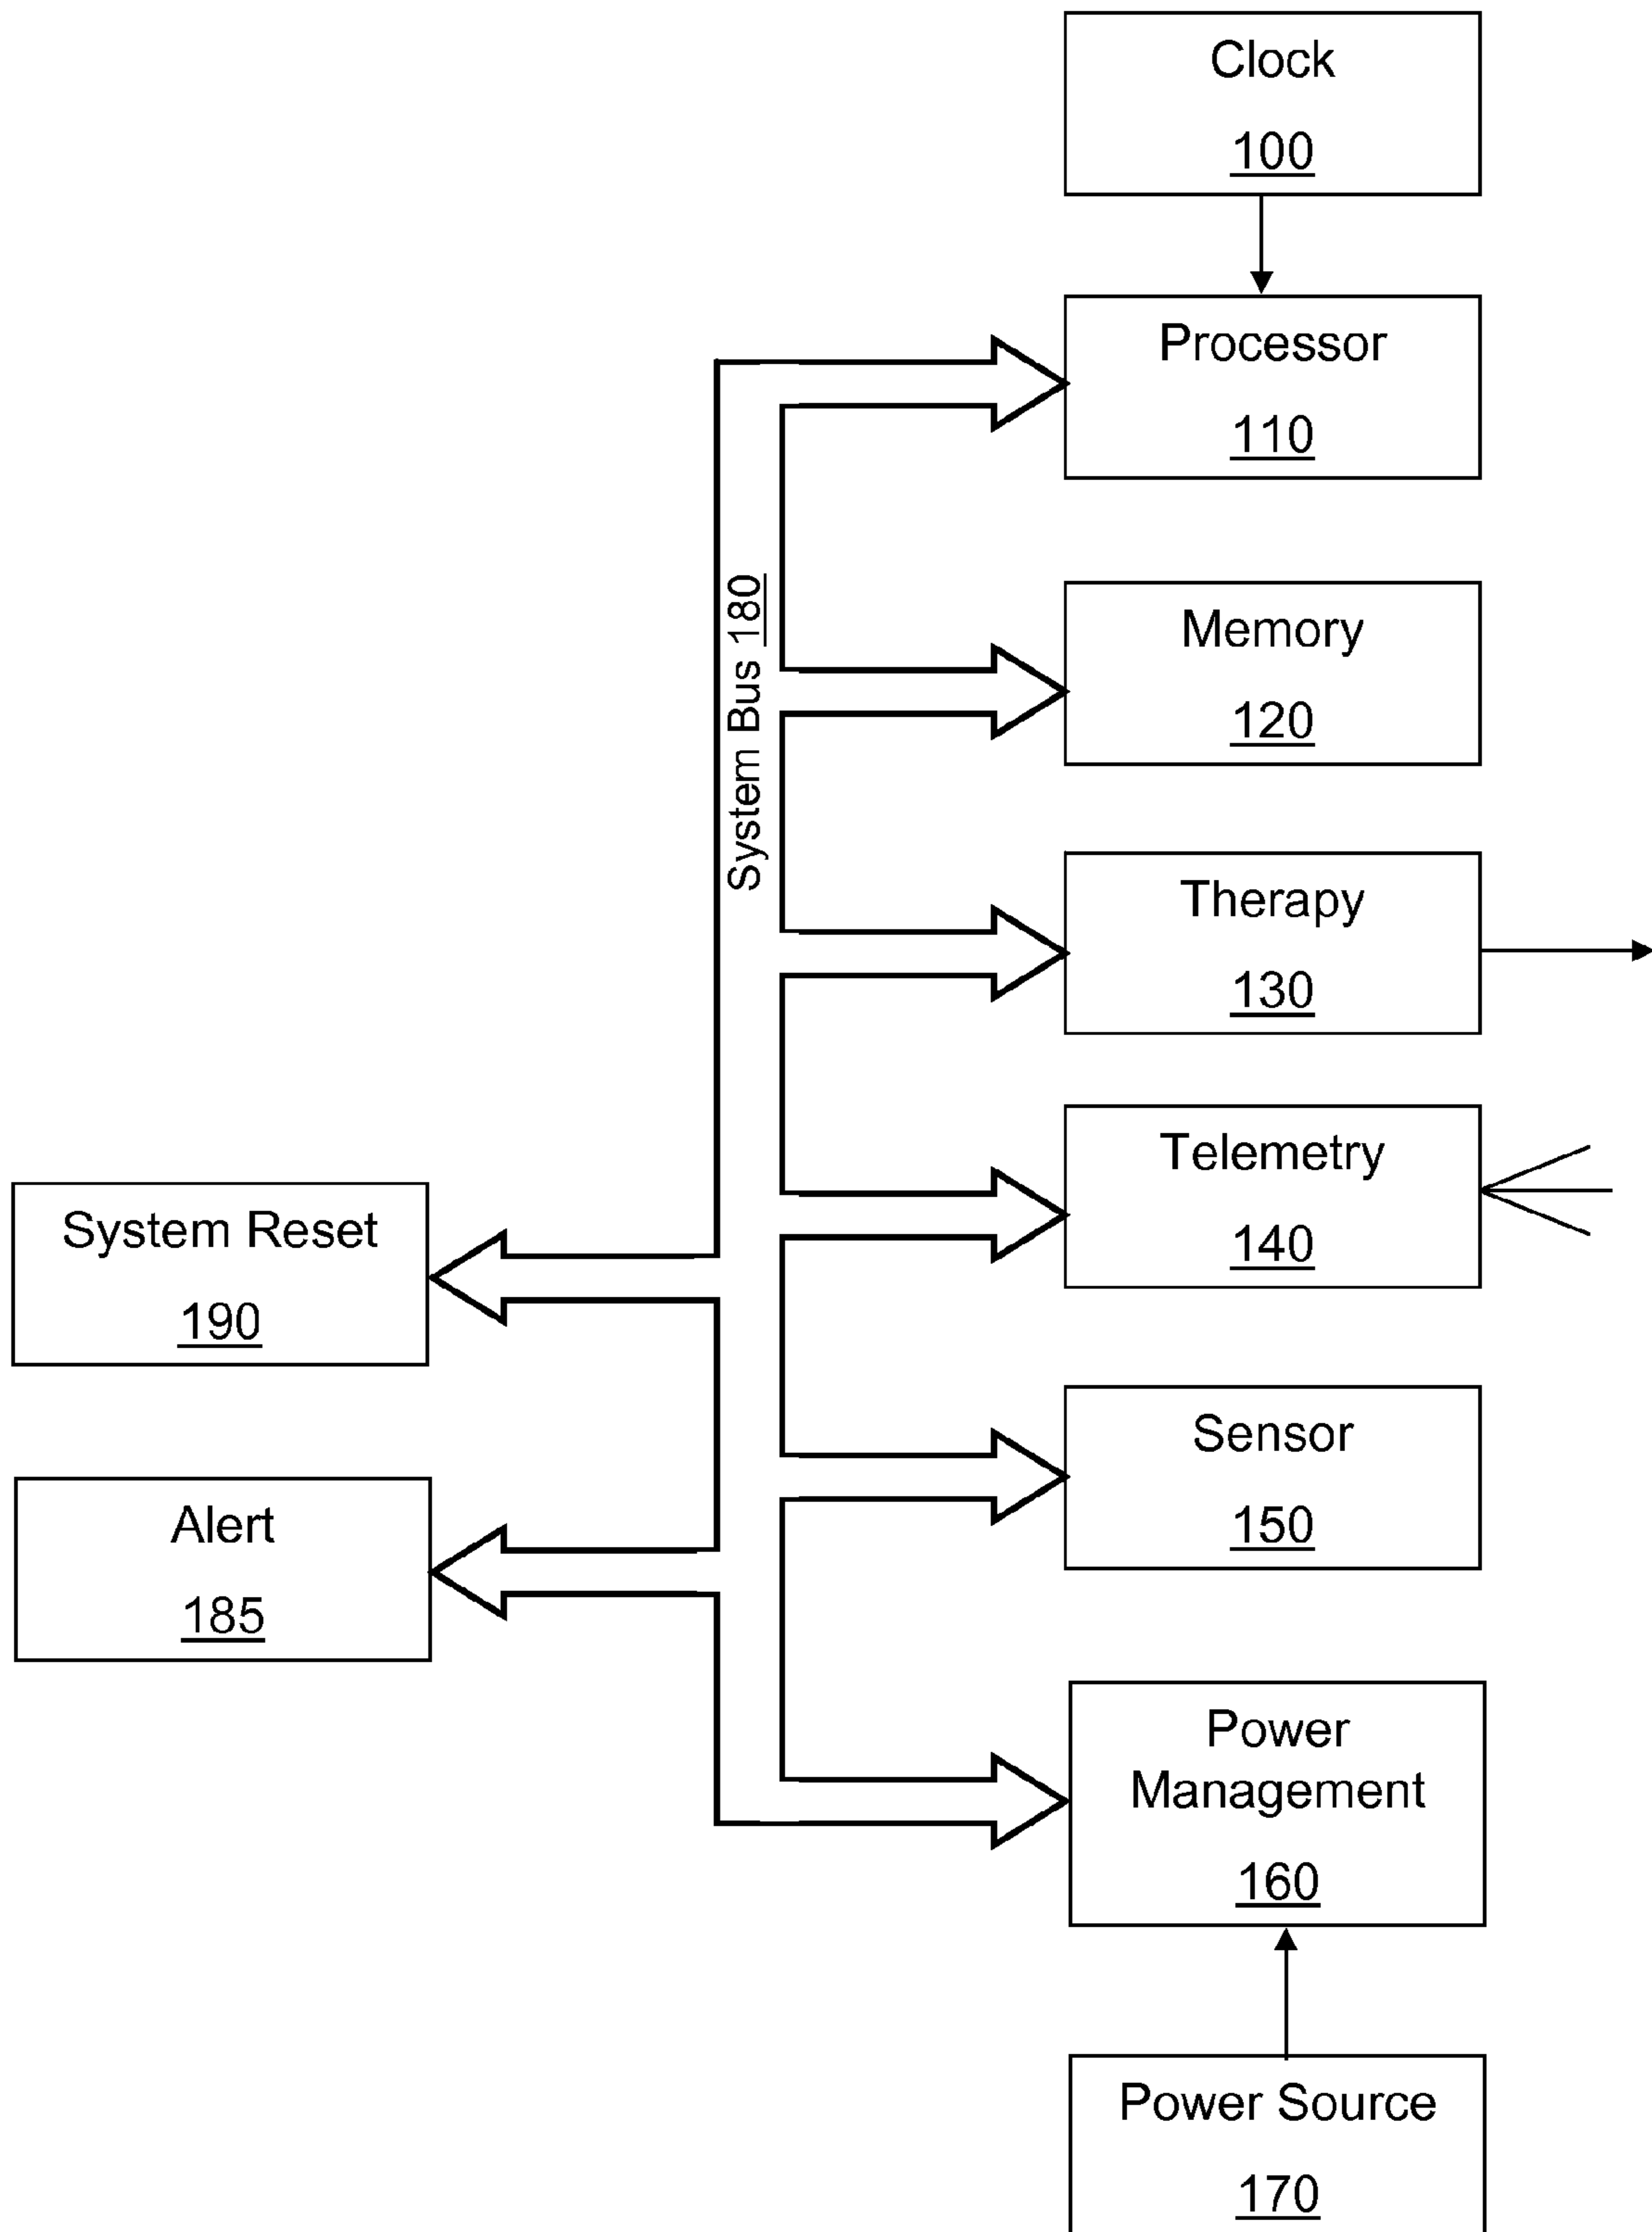 Clock
100
Processor
110
System Bus 180
Memory
120
Therapy
130
Telemetry
140
System Reset
190
Sensor
150
Alert
185
Power
Management
160
Power Source
170